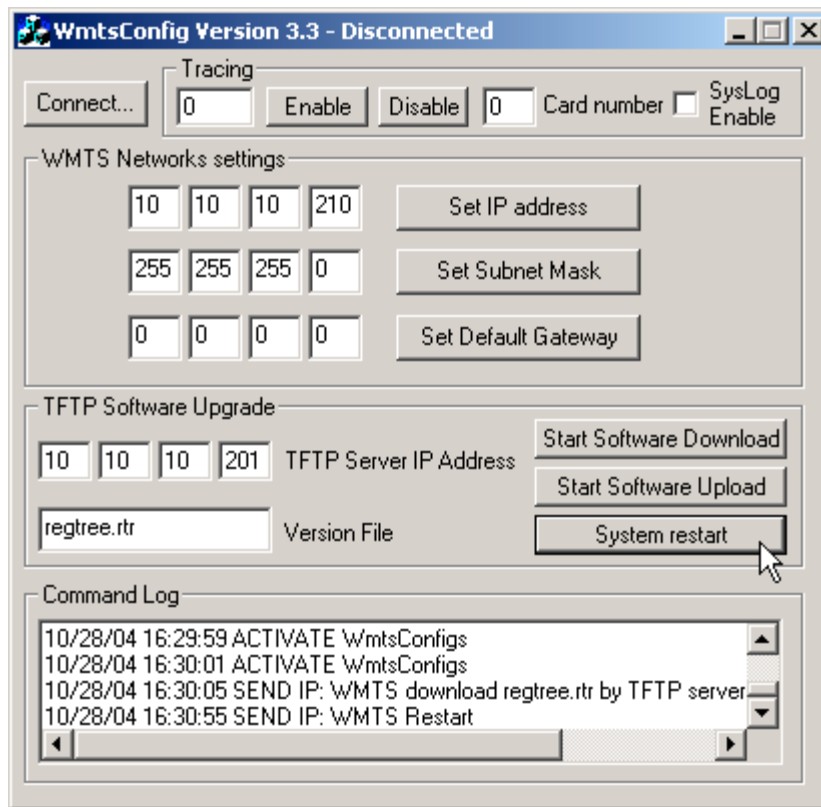 WmtsConfig Version 3.3 - Disconnected
Connect...
Tracing
0 Enable Disable 0 Card number SysLog Enable
WMTS Networks settings
10 10 10 210 Set IP address
255 255 255 0 Set Subnet Mask
0 0 0 0 Set Default Gateway
TFTP Software Upgrade
10 10 10 201 TFTP Server IP Address
Start Software Download
Start Software Upload
regtree.rtr Version File
System restart
Command Log
10/28/04 16:29:59 ACTIVATE WmtsConfigs
10/28/04 16:30:01 ACTIVATE WmtsConfigs
10/28/04 16:30:05 SEND IP: WMTS download regtree.rtr by TFTP server
10/28/04 16:30:55 SEND IP: WMTS Restart